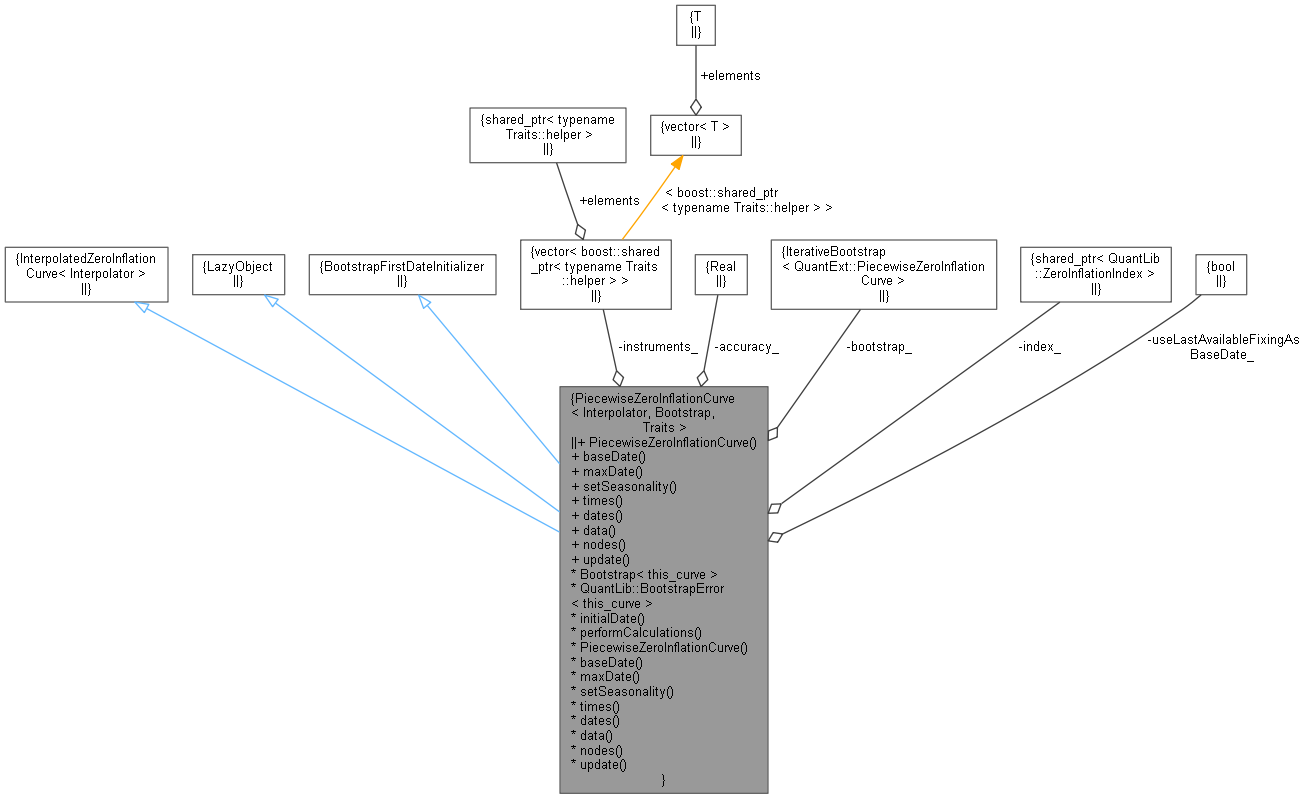 {T
||}
+elements
{shared_ptr< typename
Traits::helper >
||}
{vector< T >
||}
+elements
< boost::shared_ptr
< typename Traits::helper > >
{InterpolatedZeroInflation
Curve< Interpolator >
||}
{LazyObject
||}
{BootstrapFirstDateInitializer
||}
{vector< boost::shared
_ptr< typename Traits
::helper > >
||}
{Real
||}
{IterativeBootstrap
< QuantExt::PiecewiseZeroInflation
Curve >
||}
{shared_ptr< QuantLib
::ZeroInflationIndex >
||}
{bool
||}
-instruments_
-accuracy_
-bootstrap_
-index_
-useLastAvailableFixingAs
BaseDate_
{PiecewiseZeroInflationCurve
< Interpolator, Bootstrap,
Traits >
||+ PiecewiseZeroInflationCurve()
+ baseDate()
+ maxDate()
+ setSeasonality()
+ times()
+ dates()
+ data()
+ nodes()
+ update()
* Bootstrap< this_curve >
* QuantLib::BootstrapError
< this_curve >
* initialDate()
* performCalculations()
* PiecewiseZeroInflationCurve()
* baseDate()
* maxDate()
* setSeasonality()
* times()
* dates()
* data()
* nodes()
* update()
}